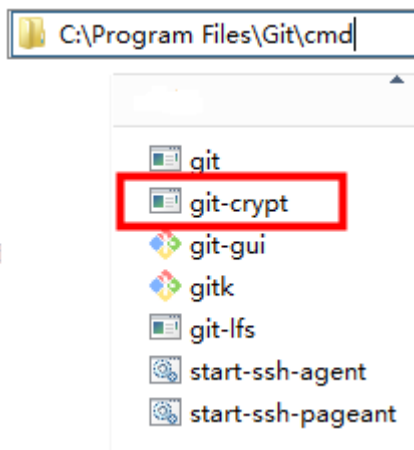 C:\Program Files\Git\cmd
git
git-crypt
git-gui
gitk
git-lfs
start-ssh-agent
start-ssh-pageant